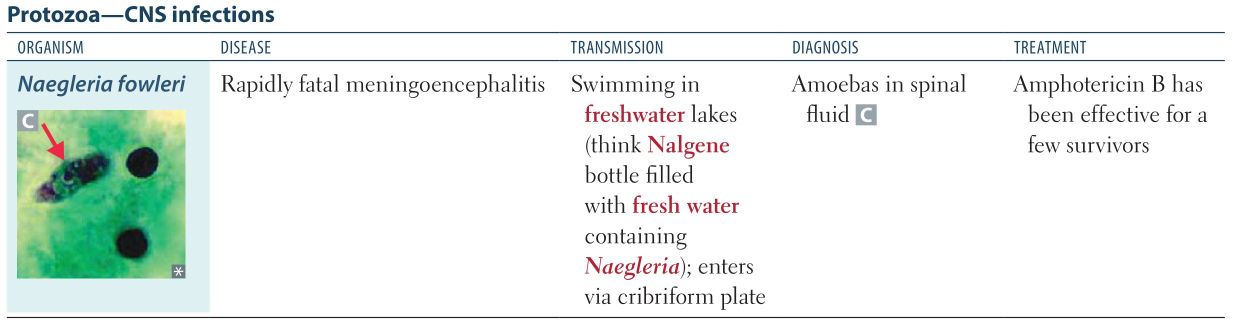 Protozoa—CNS infections
ORGANISM DISEASE TRANSMISSION DIAGNOSIS TREATMENT
Naegleria fowleri
C
Rapidly fatal meningoencephalitis
Swimming in
freshwater lakes
(think Nalgene
bottle filled
with fresh water
containing
Naegleria); enters
via cribriform plate
Amoebas in spinal
fluid C
Amphotericin B has
been effective for a
few survivors